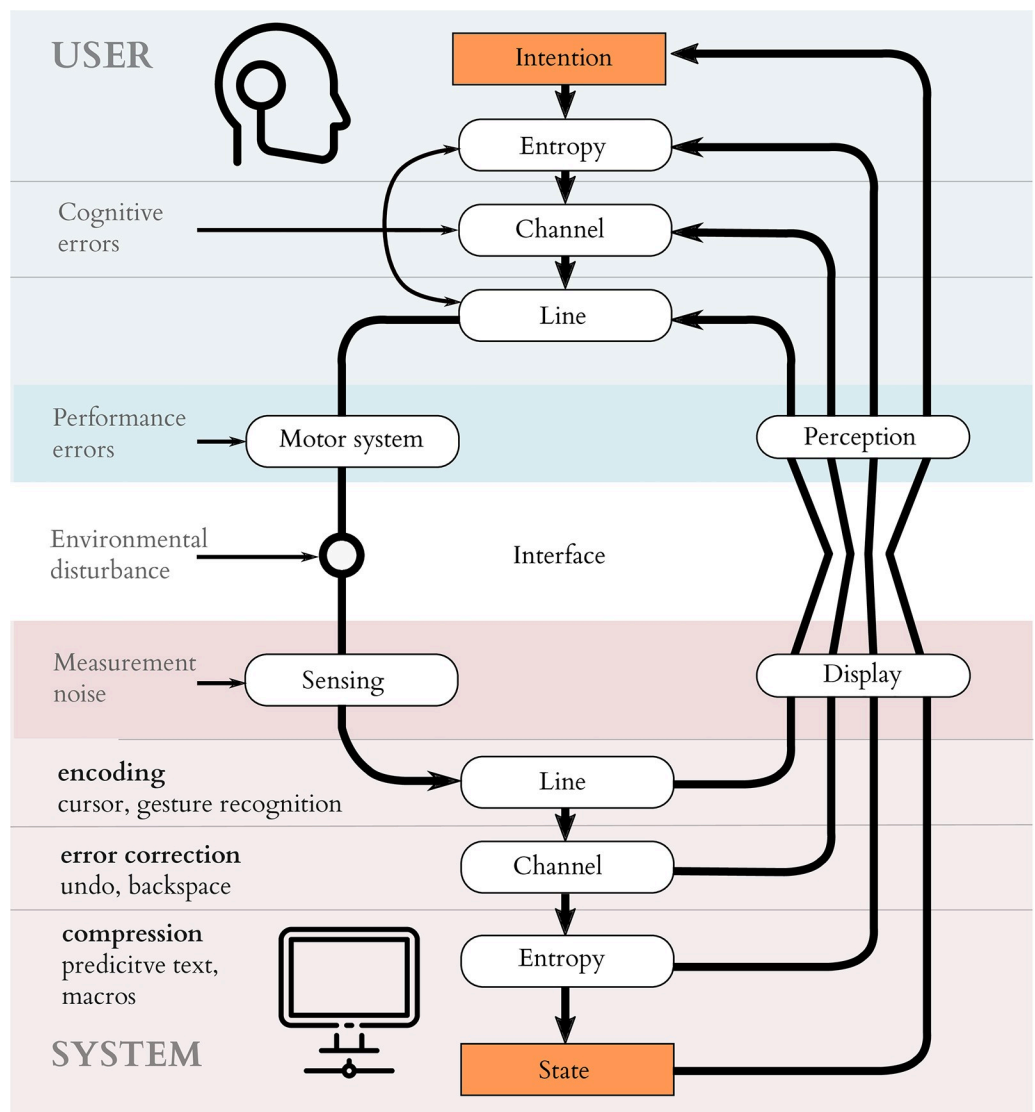 USER
Intention
Entropy
Cognitive
errors
Channel
Line
Performance
errors
Motor system
Perception
Environmental
disturbance
Interface
Measurement
noise
Sensing
Display
encoding
cursor, gesture recognition
Line
error correction
undo, backspace
Channel
compression
predicitve text,
macros
Entropy
SYSTEM
State